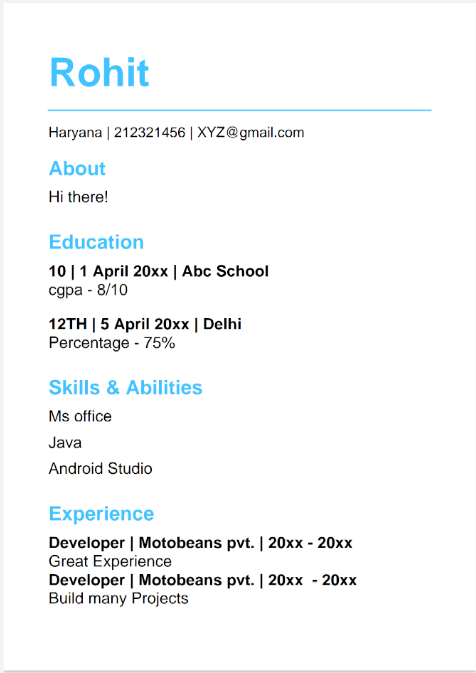 Rohit
Haryana | 212321456 | XYZ@gmail.com
About
Hi there!
Education
10 | 1 April 20xx | Abc School
cgpa - 8/10
12TH | 5 April 20xx | Delhi
Percentage - 75%
Skills & Abilities
Ms office
Java
Android Studio
Experience
Developer | Motobeans pvt. | 20xx - 20xx
Great Experience
Developer | Motobeans pvt. | 20xx  - 20xx
Build many Projects